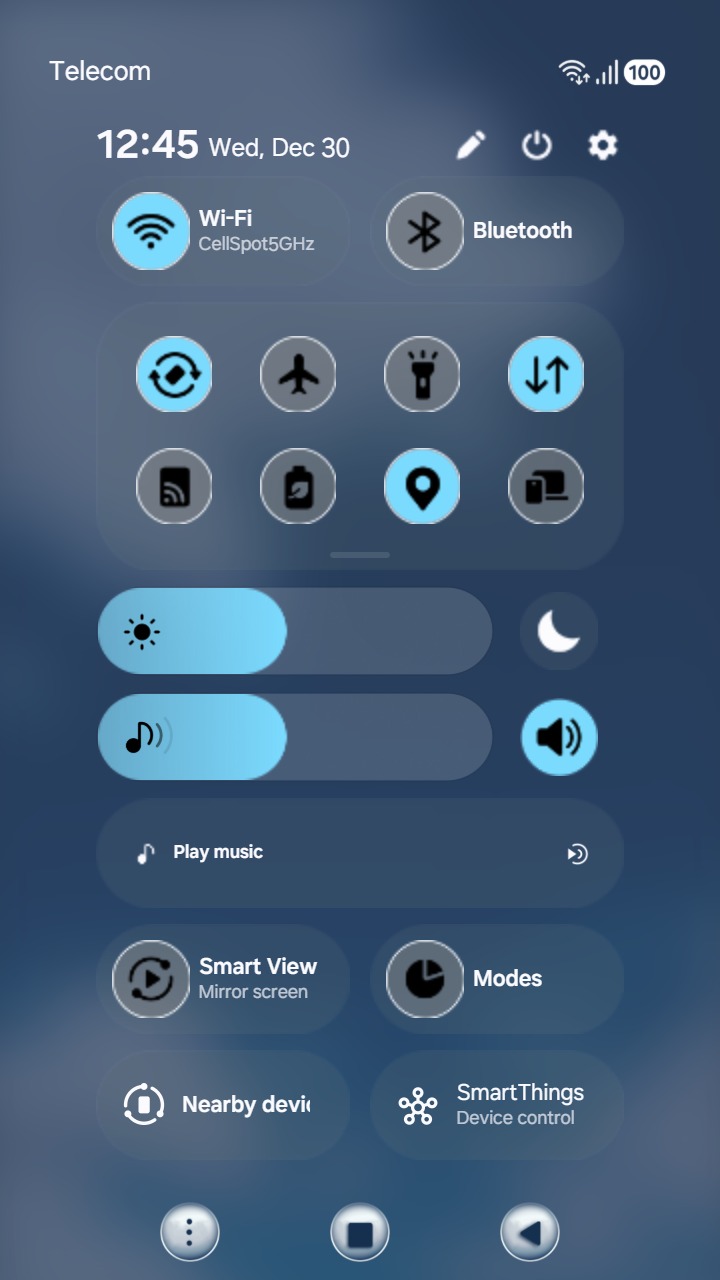 Telecom
100
12:45 Wed, Dec 30
Wi-Fi
CellSpot5GHz
Bluetooth
Play music
Smart View
Mirror screen
Modes
Nearby devi
SmartThings
Device control